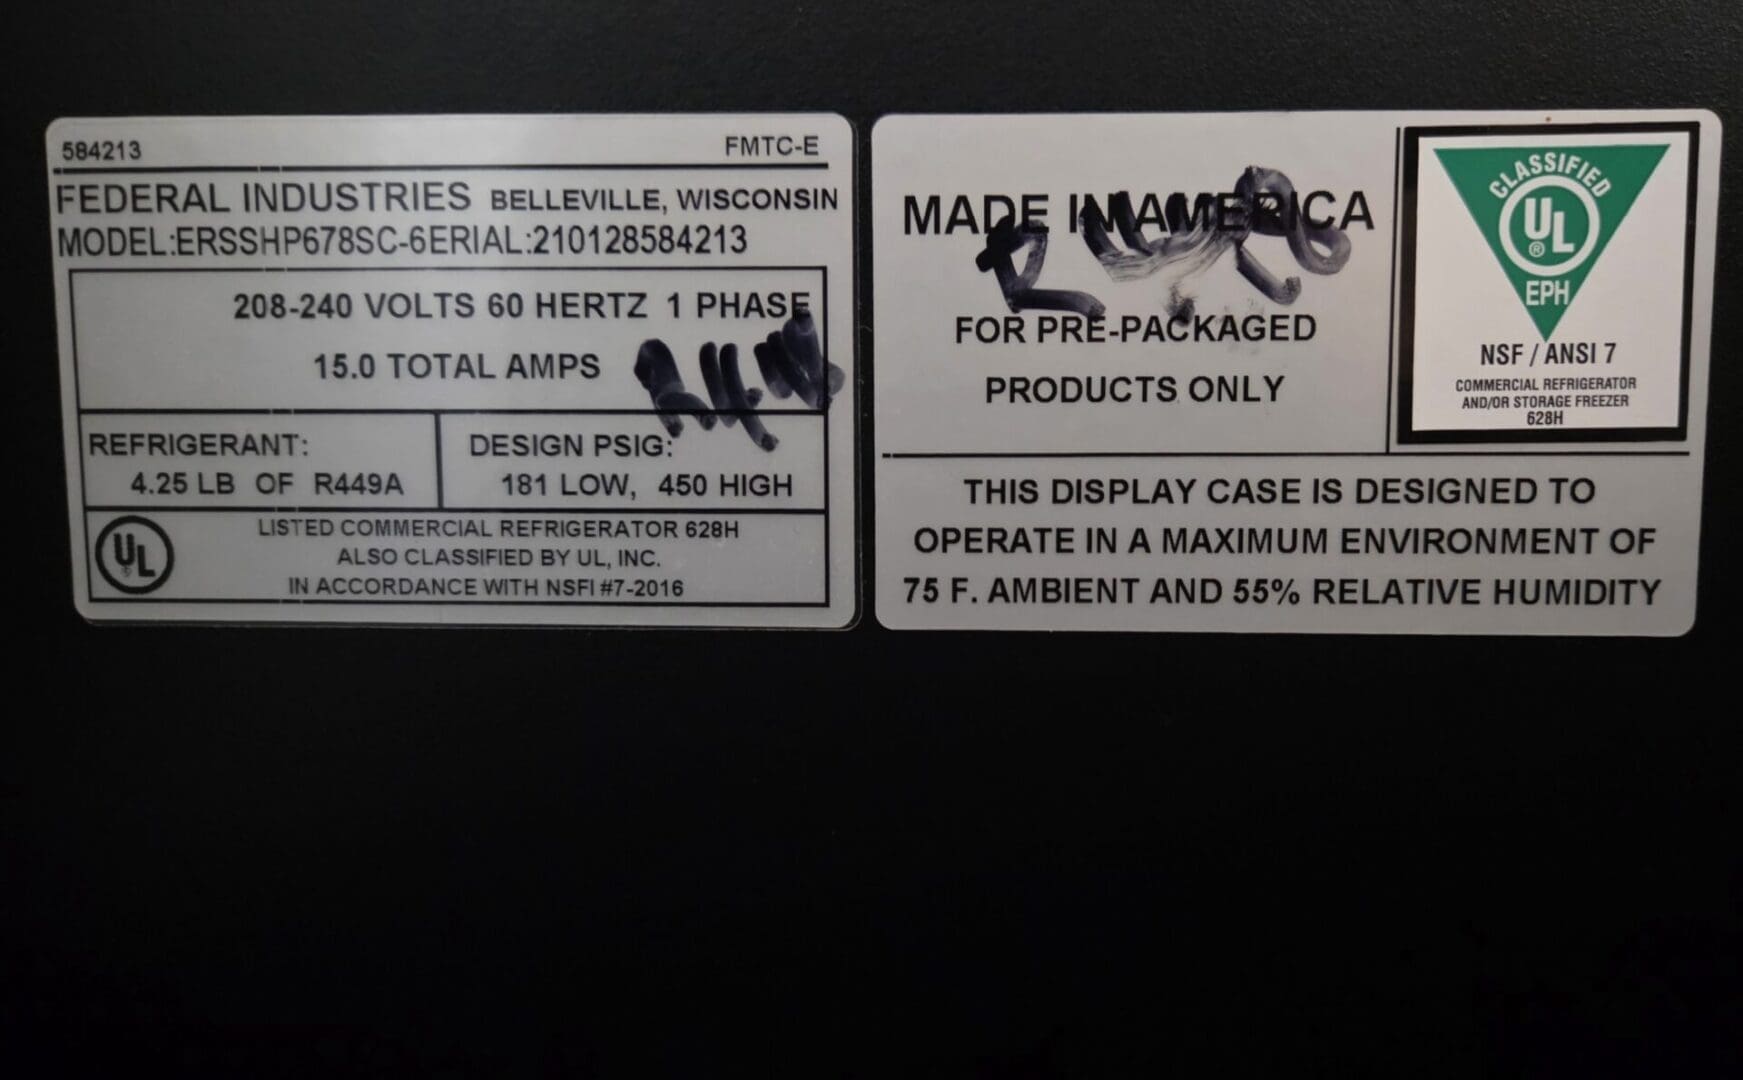 584213 FMTC-E
FEDERAL INDUSTRIES BELLEVILLE, WISCONSIN
MODEL:ERSSHP678SC-6ERIAL:210128584213
208-240 VOLTS 60 HERTZ 1 PHASE
15.0 TOTAL AMPS
REFRIGERANT:
4.25 LB OF R449A
DESIGN PSIG:
181 LOW, 450 HIGH
UL
LISTED COMMERCIAL REFRIGERATOR 628H
ALSO CLASSIFIED BY UL, INC.
IN ACCORDANCE WITH NSFI #7-2016
MADE IN AMERICA
FOR PRE-PACKAGED
PRODUCTS ONLY
CLASSIFIED
UL
®
EPH
NSF / ANSI 7
COMMERCIAL REFRIGERATOR
AND/OR STORAGE FREEZER
628H
THIS DISPLAY CASE IS DESIGNED TO
OPERATE IN A MAXIMUM ENVIRONMENT OF
75 F. AMBIENT AND 55% RELATIVE HUMIDITY